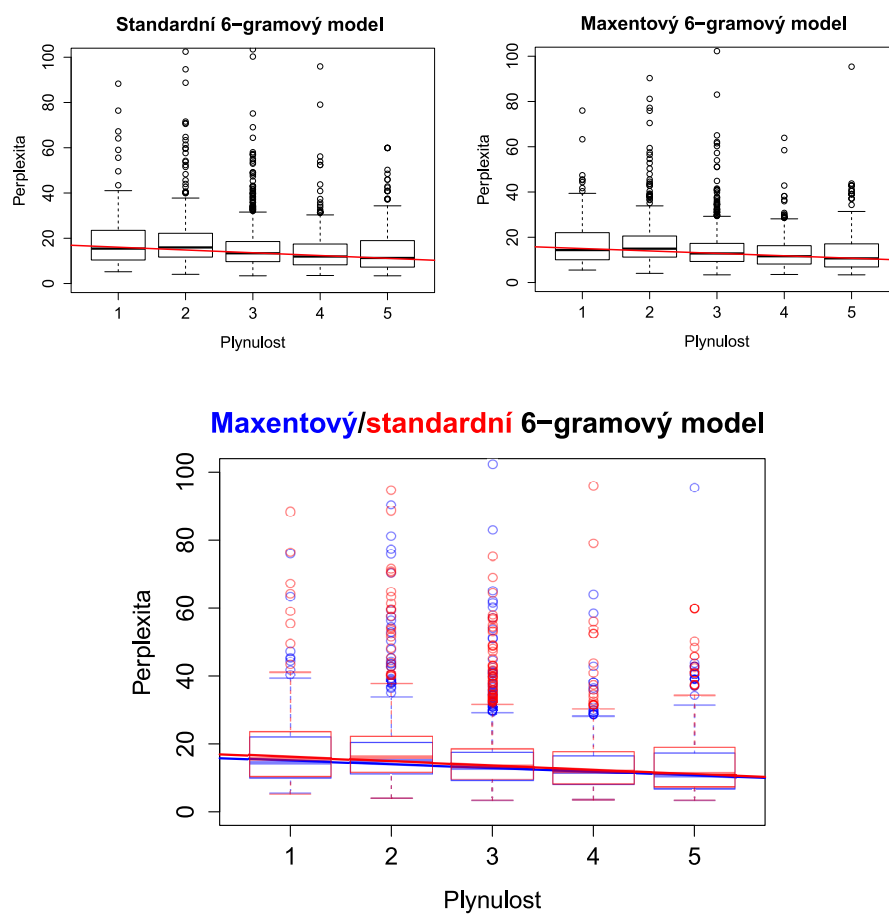 Standardní 6−gramový model
Perplexita
0 20 40 60 80 100
1 2 3 4 5
Plynulost
Maxentový 6−gramový model
Perplexita
0 20 40 60 80 100
1 2 3 4 5
Plynulost
Maxentový/standardní 6−gramový model
Perplexita
0 20 40 60 80 100
1 2 3 4 5
Plynulost